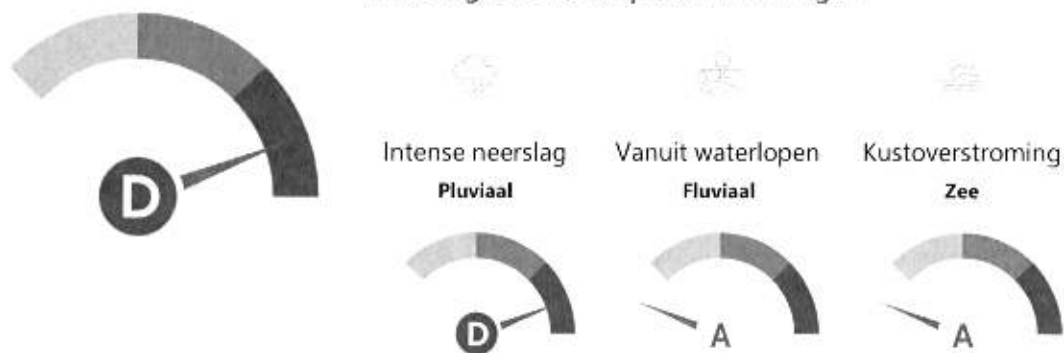 D
Intense neerslag Vanuit waterlopen Kustoverstroming
Pluviaal Fluviaal Zee
D A A